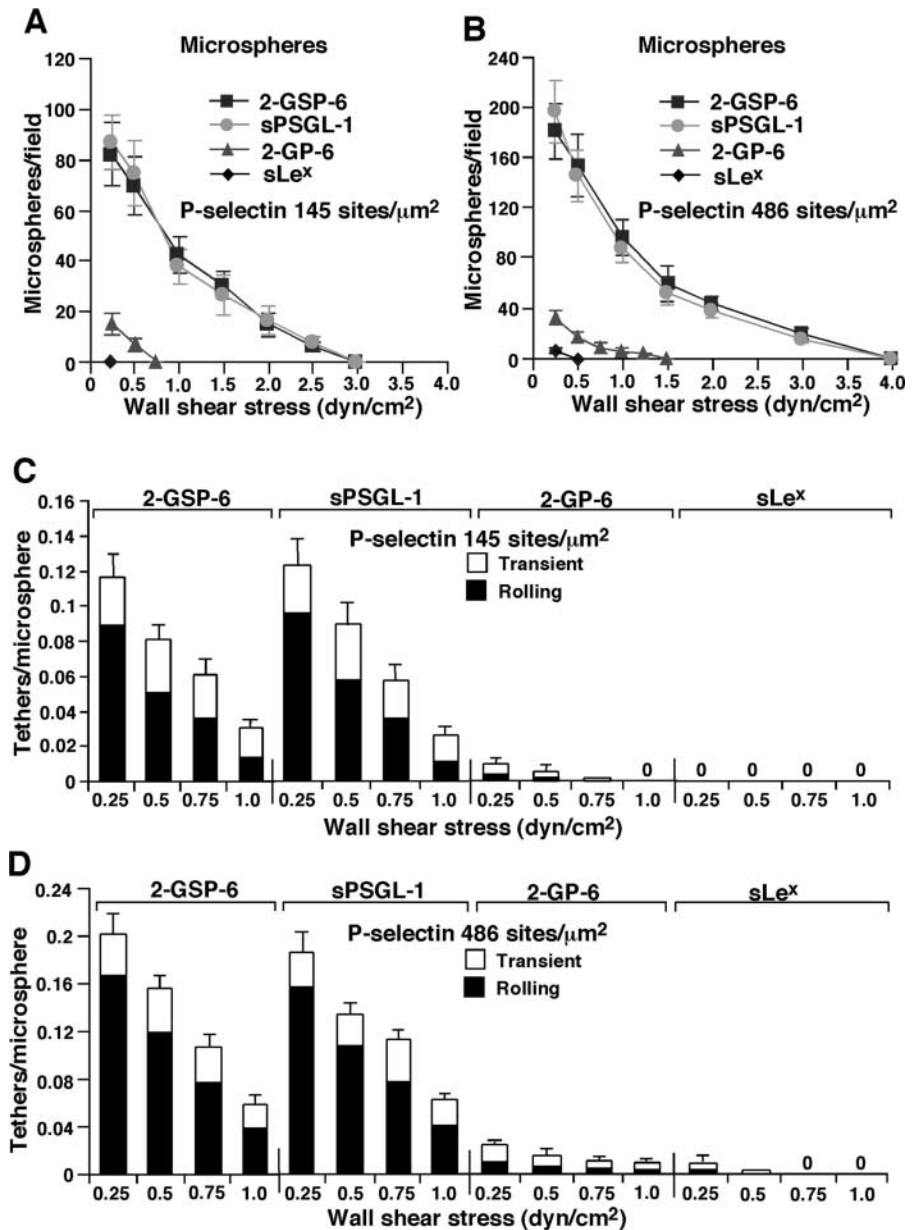 A
Microspheres
2-GSP-6
sPSGL-1
2-GP-6
sLeˣ
P-selectin 145 sites/μm²
Microspheres/field
120
100
80
60
40
20
0
0 0.5 1.0 1.5 2.0 2.5 3.0 4.0
Wall shear stress (dyn/cm²)
B
Microspheres
2-GSP-6
sPSGL-1
2-GP-6
sLeˣ
P-selectin 486 sites/μm²
Microspheres/field
240
200
160
120
80
40
0
0 0.5 1.0 1.5 2.0 3.0 4.0
Wall shear stress (dyn/cm²)
C
2-GSP-6 sPSGL-1 2-GP-6 sLeˣ
P-selectin 145 sites/μm²
Transient
Rolling
Tethers/microsphere
0.16
0.14
0.12
0.1
0.08
0.06
0.04
0.02
0
0 0 0 0 0
0.25 0.5 0.75 1.0 0.25 0.5 0.75 1.0 0.25 0.5 0.75 1.0 0.25 0.5 0.75 1.0
Wall shear stress (dyn/cm²)
D
2-GSP-6 sPSGL-1 2-GP-6 sLeˣ
P-selectin 486 sites/μm²
Transient
Rolling
Tethers/microsphere
0.24
0.2
0.16
0.12
0.08
0.04
0
0 0
0.25 0.5 0.75 1.0 0.25 0.5 0.75 1.0 0.25 0.5 0.75 1.0 0.25 0.5 0.75 1.0
Wall shear stress (dyn/cm²)